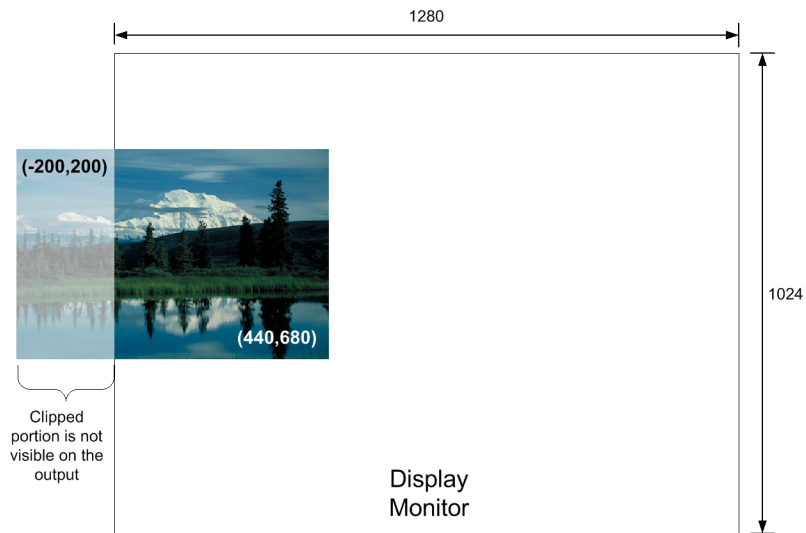 1280
(-200,200)
1024
(440,680)
Clipped
portion is not
visible on the
output
Display
Monitor